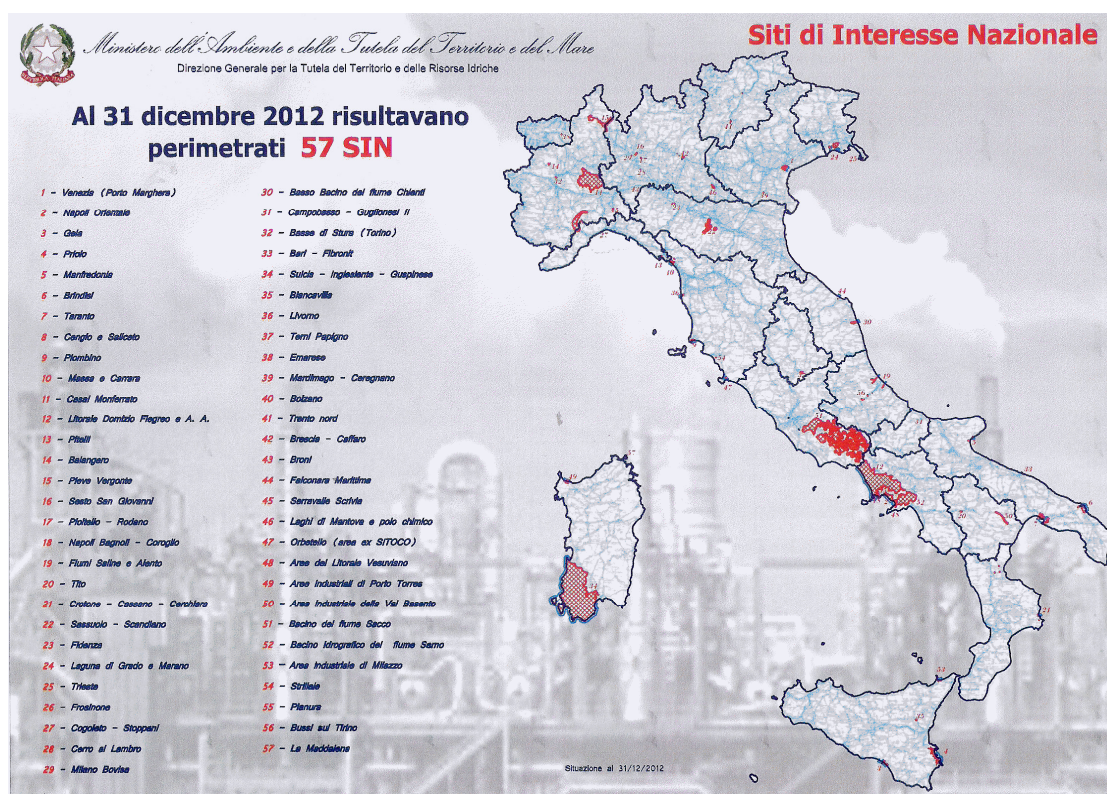 Ministero dell'Ambiente e della Tutela del Territorio e del Mare
Direzione Generale per la Tutela del Territorio e delle Risorse Idriche
Siti di Interesse Nazionale
Al 31 dicembre 2012 risultavano
perimetrati 57 SIN
1 - Venezia (Porto Marghera)
2 - Napoli Orientale
3 - Gela
4 - Priolo
5 - Manfredonia
6 - Brindisi
7 - Taranto
8 - Cengio e Saliceto
9 - Piombino
10 - Massa e Carrara
11 - Casal Monferrato
12 - Litorale Domizio Flegreo e A. A.
13 - Pitelli
14 - Balangero
15 - Pieve Vergonte
16 - Sesto San Giovanni
17 - Pioltello - Rodano
18 - Napoli Bagnoli - Coroglio
19 - Fiumi Saline e Alento
20 - Tito
21 - Crotone - Cassano - Cerchiara
22 - Sassuolo - Scandiano
23 - Fidenza
24 - Laguna di Grado e Marano
25 - Trieste
26 - Frosinone
27 - Cogoleto - Stoppani
28 - Cerro al Lambro
29 - Milano Bovisa
30 - Basso Bacino del fiume Chienti
31 - Campobasso - Guglionesi II
32 - Basse di Stura (Torino)
33 - Bari - Fibronit
34 - Sulcis - Inglesiente - Guspinese
35 - Biancavilla
36 - Livorno
37 - Terni Papigno
38 - Emarese
39 - Mardimago - Ceregnano
40 - Bolzano
41 - Trento nord
42 - Brescia - Caffaro
43 - Broni
44 - Falconara Marittima
45 - Serravalle Scrivia
46 - Laghi di Mantova e polo chimico
47 - Orbetello (area ex SITOCO)
48 - Aree del Litorale Vesuviano
49 - Aree Industriali di Porto Torres
50 - Area Industriale della Val Basento
51 - Bacino del fiume Sacco
52 - Bacino Idrografico del fiume Sarno
53 - Area Industriale di Milazzo
54 - Strillaie
55 - Pianura
56 - Bussi sul Tirino
57 - La Maddalena
Situazione al 31/12/2012